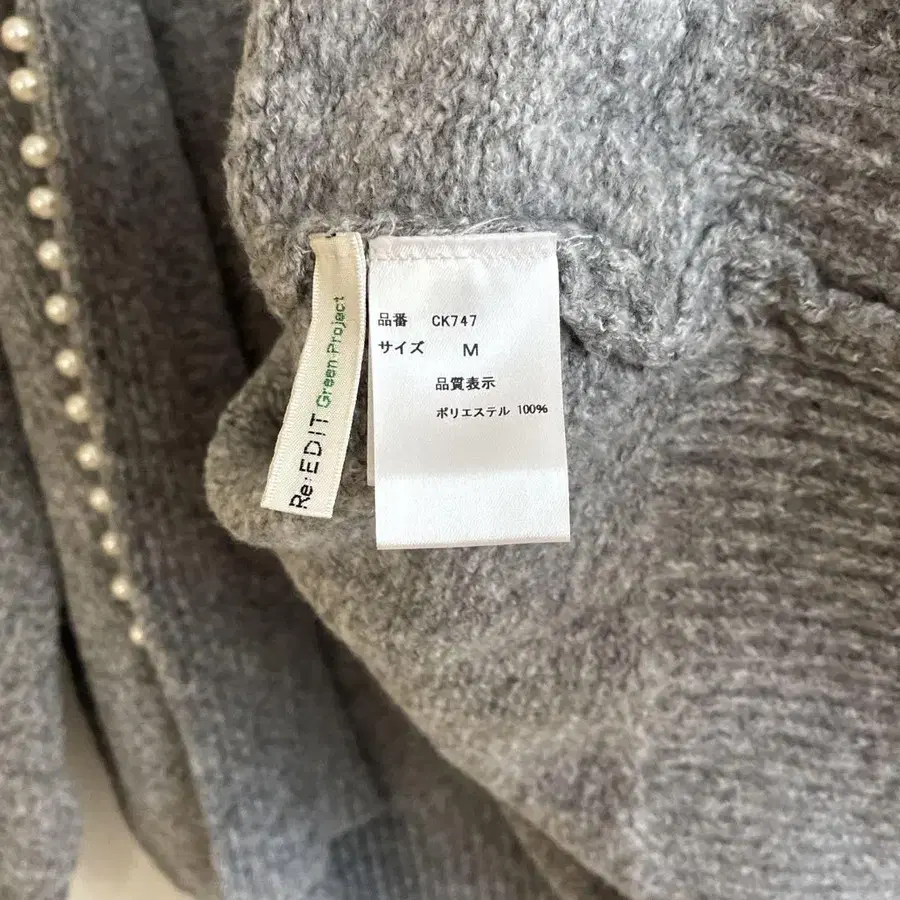 Re:EDIT Green Project
品番 CK747
サイズ M
品質表示
ポリエステル 100%